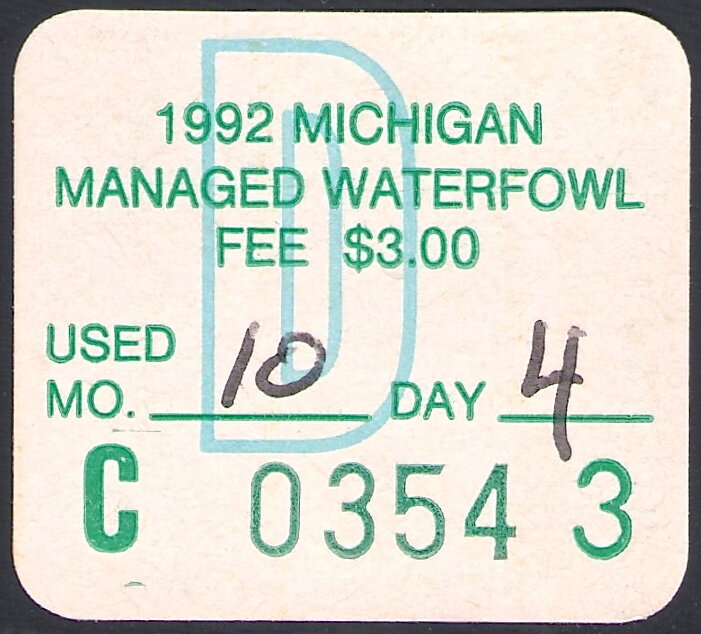 D
1992 MICHIGAN
MANAGED WATERFOWL
FEE $3.00
USED
MO. 10 DAY 4
C 0354 3